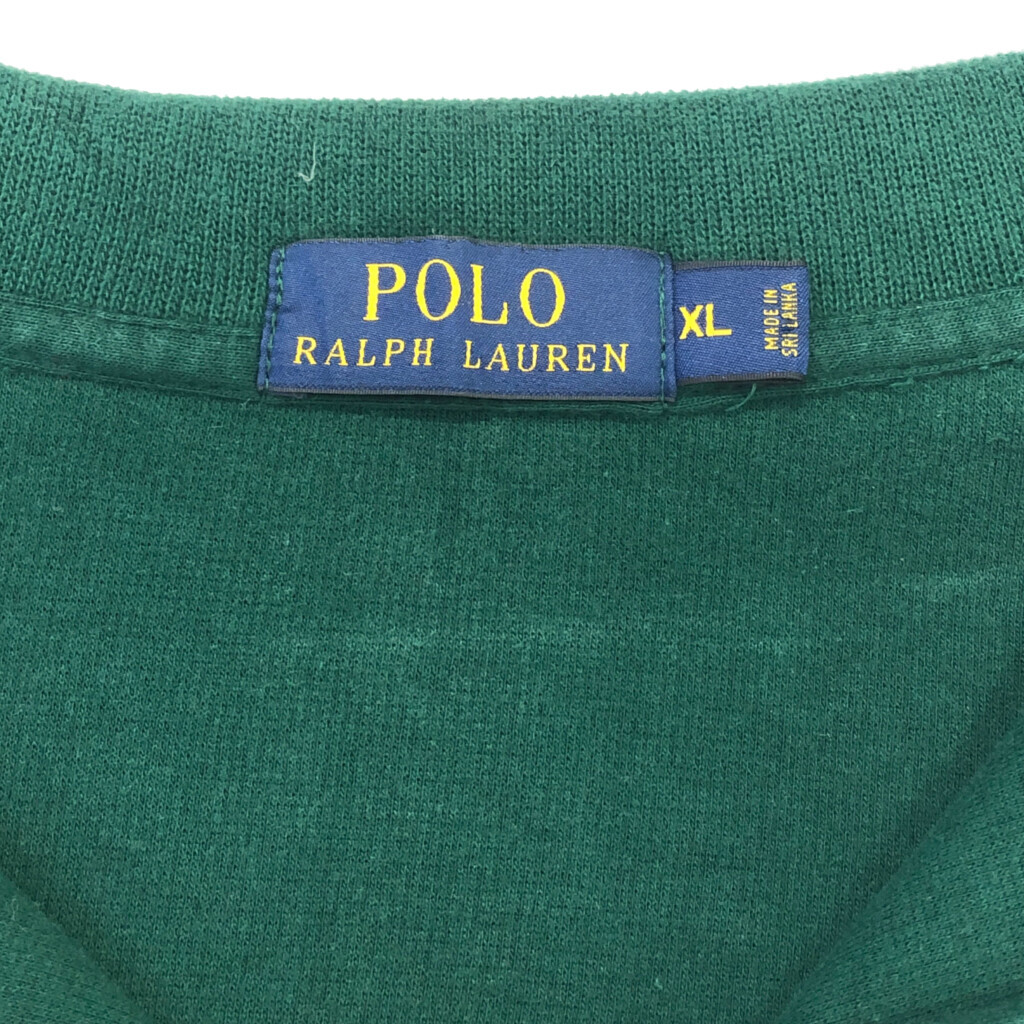 POLO
RALPH LAUREN
XL
MADE IN
SRI LANKA